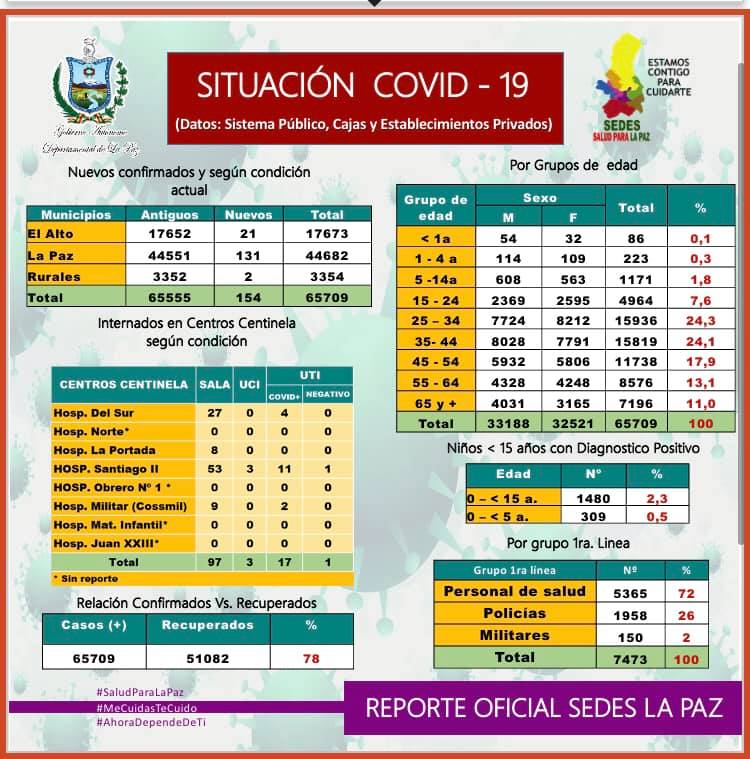 Gobierno Autónomo
Departamental de La Paz
SITUACIÓN COVID - 19
(Datos: Sistema Público, Cajas y Establecimientos Privados)
ESTAMOS
CONTIGO
PARA
CUIDARTE
SEDES
SALUD PARA LA PAZ
Nuevos confirmados y según condición
actual
Municipios Antiguos Nuevos Total
El Alto 17652 21 17673
La Paz 44551 131 44682
Rurales 3352 2 3354
Total 65555 154 65709
Internados en Centros Centinela
según condición
CENTROS CENTINELA SALA UCI UTI
COVID+ NEGATIVO
Hosp. Del Sur 27 0 4 0
Hosp. Norte* 0 0 0 0
Hosp. La Portada 8 0 0 0
HOSP. Santiago II 53 3 11 1
HOSP. Obrero Nº 1 * 0 0 0 0
Hosp. Militar (Cossmil) 9 0 2 0
Hosp. Mat. Infantil* 0 0 0 0
Hosp. Juan XXIII* 0 0 0 0
Total 97 3 17 1
* Sin reporte
Relación Confirmados Vs. Recuperados
Casos (+) Recuperados %
65709 51082 78
Por Grupos de edad
Grupo de edad Sexo Total %
M F
< 1a 54 32 86 0,1
1 - 4 a 114 109 223 0,3
5 -14a 608 563 1171 1,8
15 - 24 2369 2595 4964 7,6
25 – 34 7724 8212 15936 24,3
35- 44 8028 7791 15819 24,1
45 - 54 5932 5806 11738 17,9
55 - 64 4328 4248 8576 13,1
65 y + 4031 3165 7196 11,0
Total 33188 32521 65709 100
Niños < 15 años con Diagnostico Positivo
Edad Nº %
0 – < 15 a. 1480 2,3
0 – < 5 a. 309 0,5
Por grupo 1ra. Linea
Grupo 1ra línea Nº %
Personal de salud 5365 72
Policías 1958 26
Militares 150 2
Total 7473 100
#SaludParaLaPaz
#MeCuidasTeCuido
#AhoraDependeDeTi
REPORTE OFICIAL SEDES LA PAZ